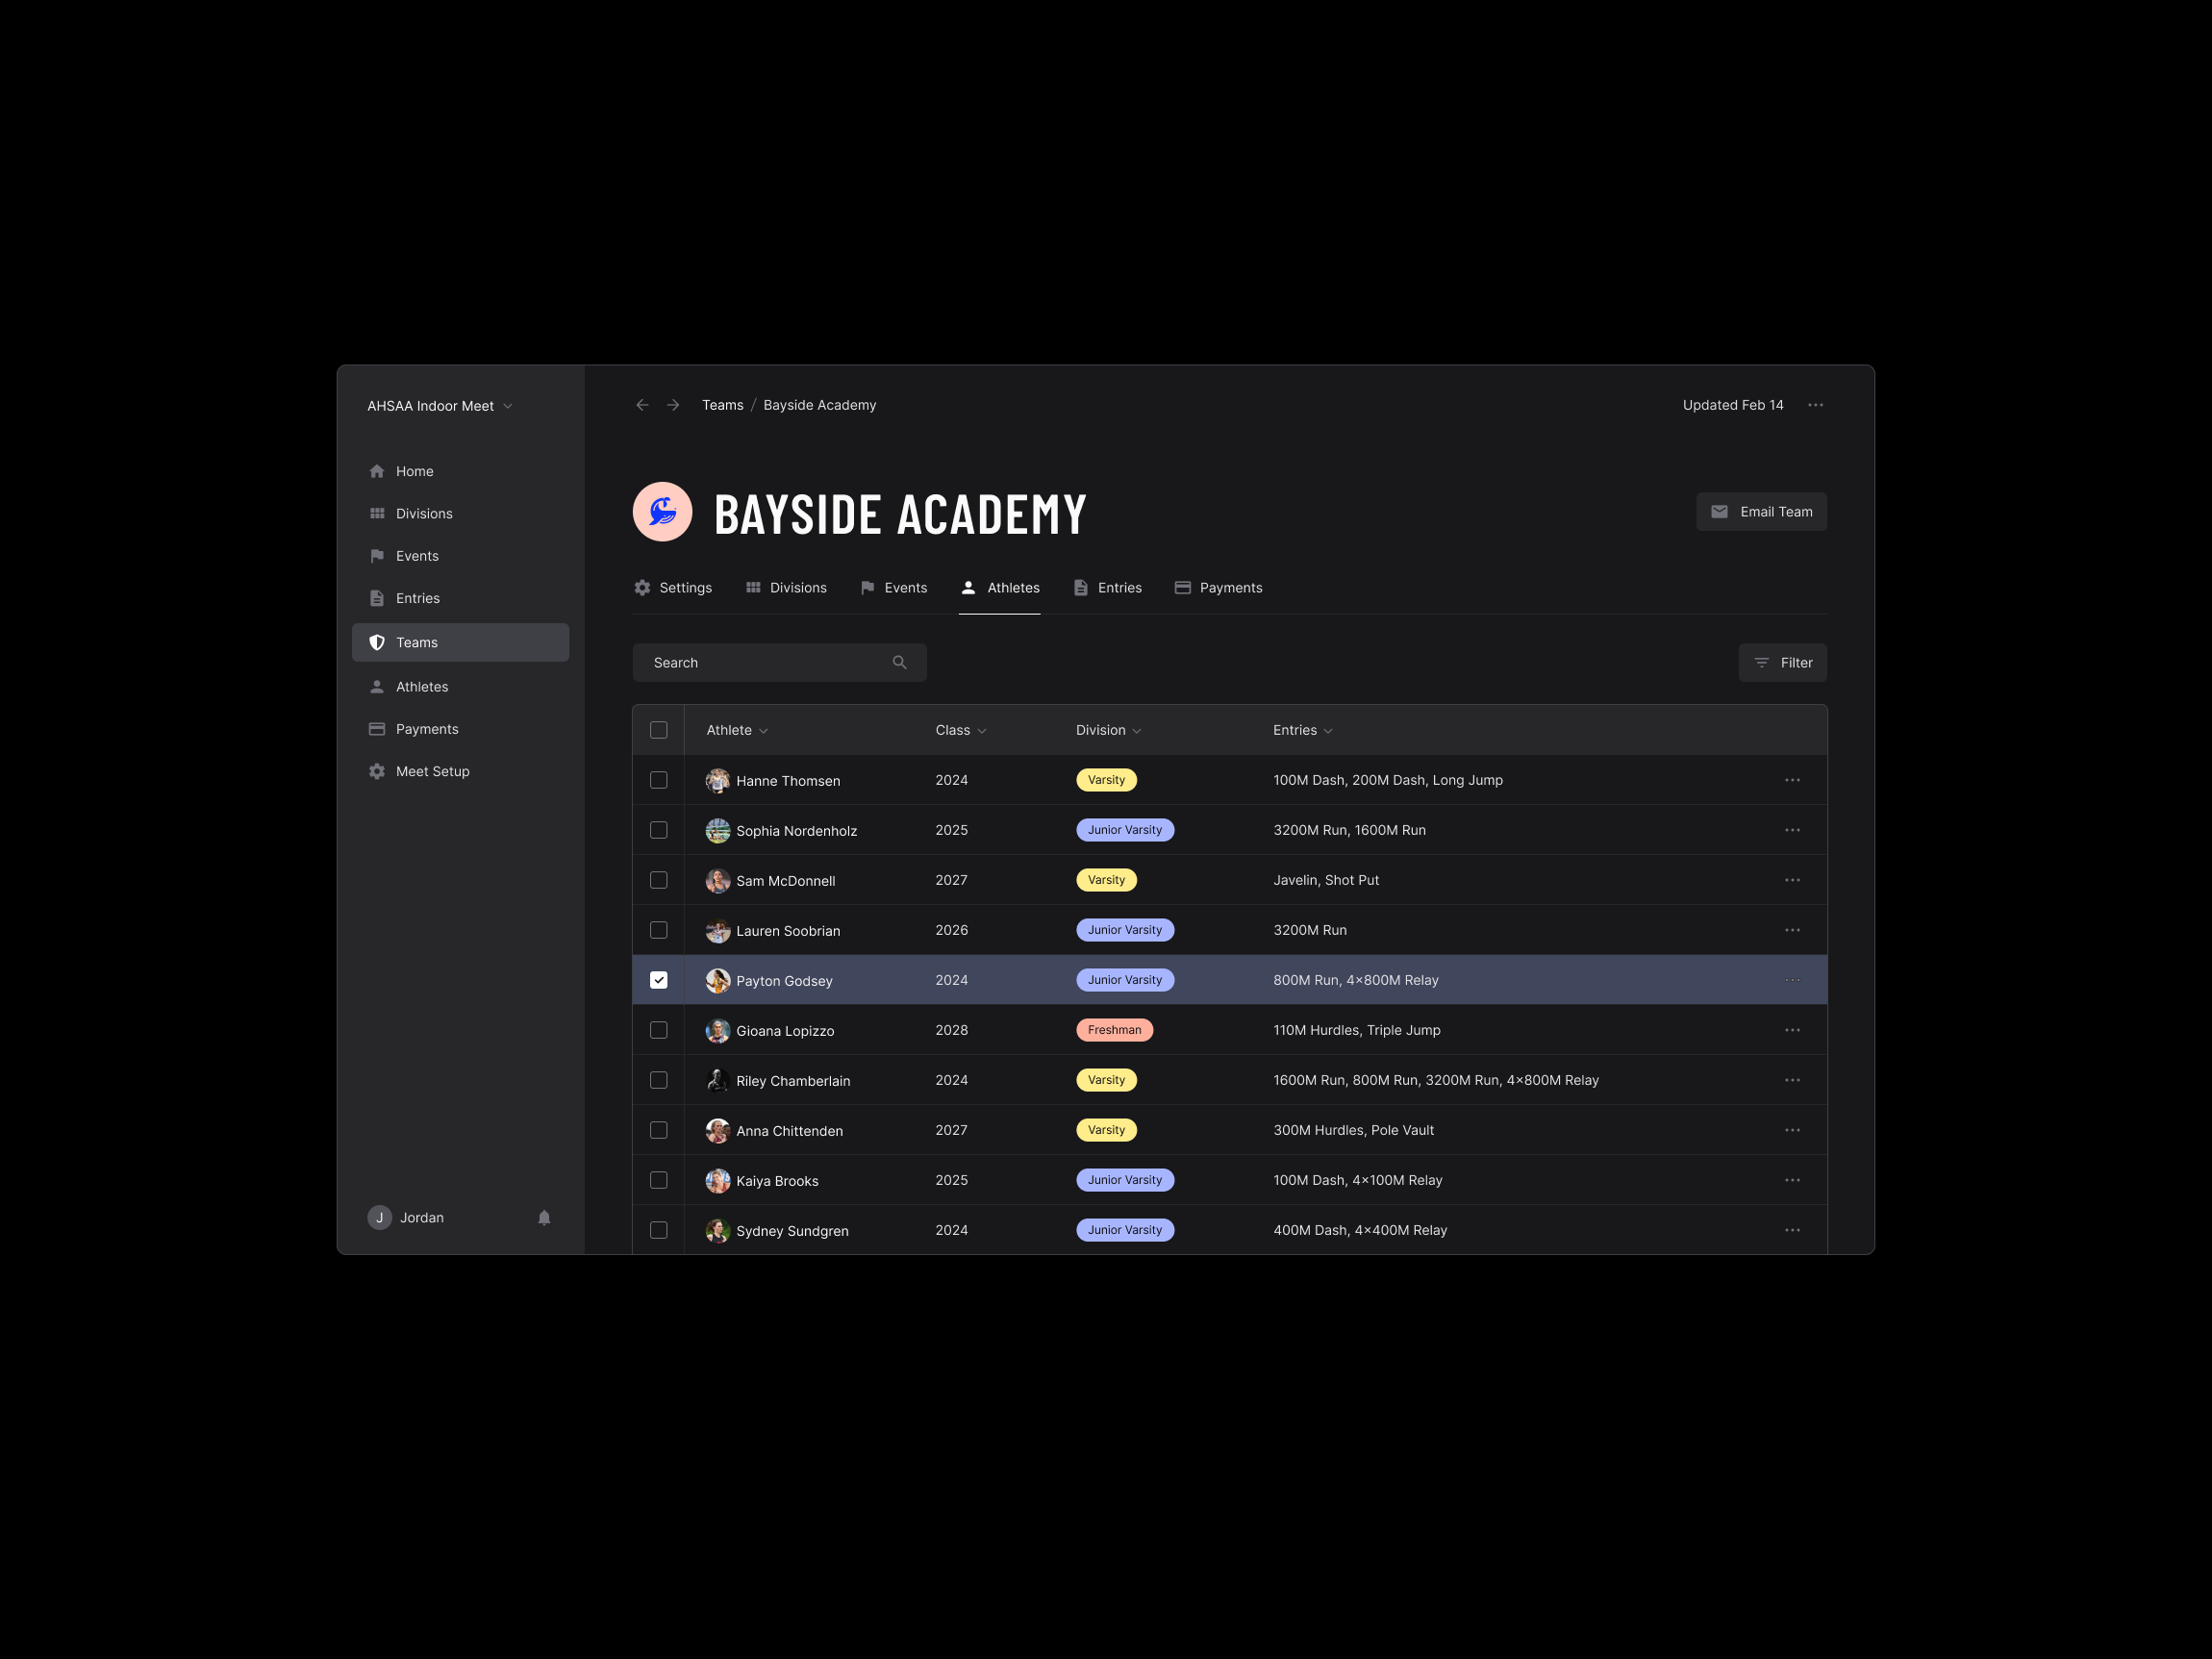 AHSAA Indoor Meet
Home
Divisions
Events
Entries
Teams
Athletes
Payments
Meet Setup
J Jordan
Teams / Bayside Academy
Updated Feb 14
BAYSIDE ACADEMY
Email Team
Settings Divisions Events Athletes Entries Payments
Search
Filter
Athlete Class Division Entries
Hanne Thomsen 2024 Varsity 100M Dash, 200M Dash, Long Jump
Sophia Nordenholz 2025 Junior Varsity 3200M Run, 1600M Run
Sam McDonnell 2027 Varsity Javelin, Shot Put
Lauren Soobrian 2026 Junior Varsity 3200M Run
Payton Godsey 2024 Junior Varsity 800M Run, 4×800M Relay
Gioana Lopizzo 2028 Freshman 110M Hurdles, Triple Jump
Riley Chamberlain 2024 Varsity 1600M Run, 800M Run, 3200M Run, 4×800M Relay
Anna Chittenden 2027 Varsity 300M Hurdles, Pole Vault
Kaiya Brooks 2025 Junior Varsity 100M Dash, 4×100M Relay
Sydney Sundgren 2024 Junior Varsity 400M Dash, 4×400M Relay